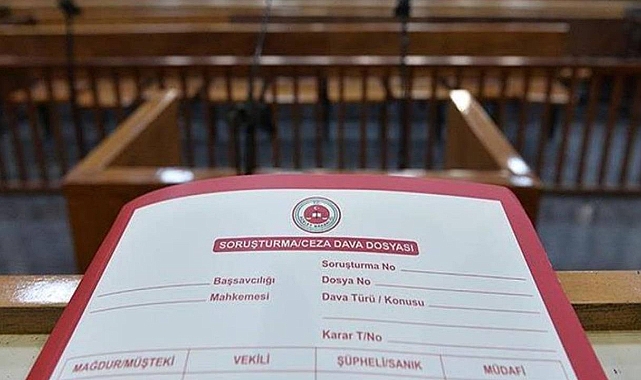 SORUŞTURMA/CEZA DAVA DOSYASI
Soruşturma No
Başsavcılığı Dosya No
Mahkemesi Dava Türü / Konusu
Karar T/No
MAĞDUR/MÜŞTEKİ VEKİLİ ŞÜPHELİ/SANIK MÜDAFİ